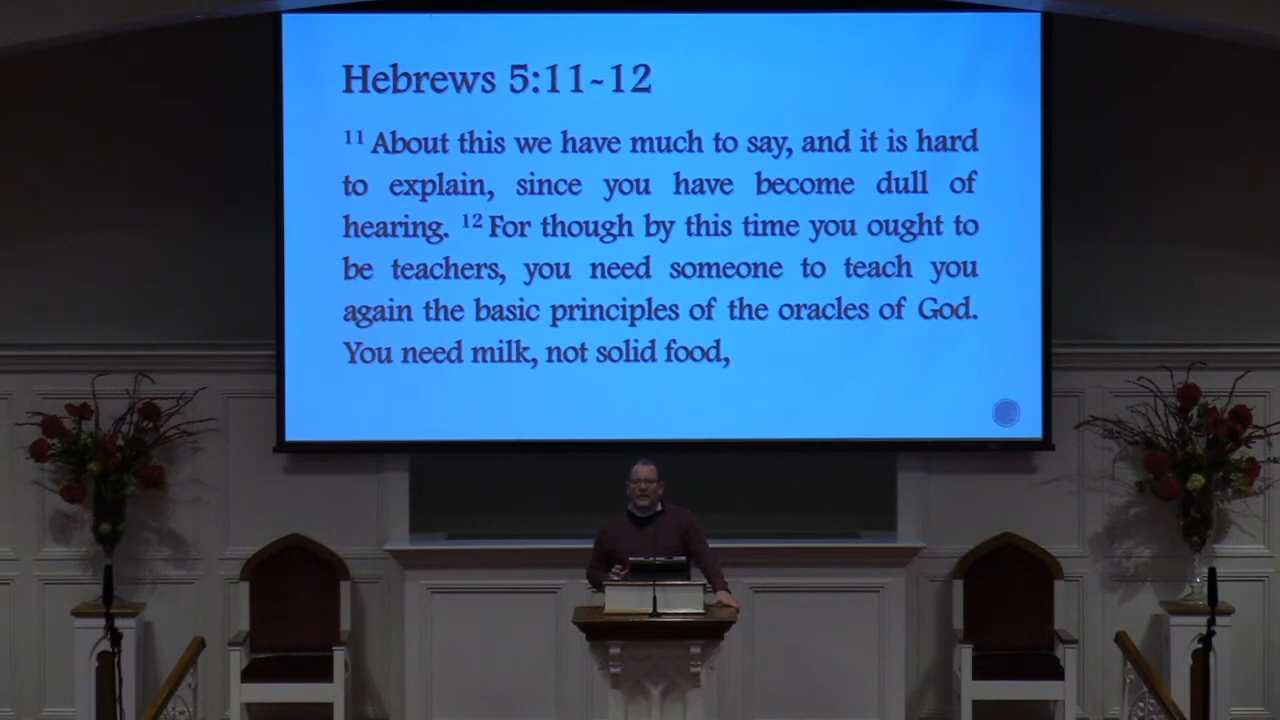 Hebrews 5:11-12
11 About this we have much to say, and it is hard
to explain, since you have become dull of
hearing. 12 For though by this time you ought to
be teachers, you need someone to teach you
again the basic principles of the oracles of God.
You need milk, not solid food,